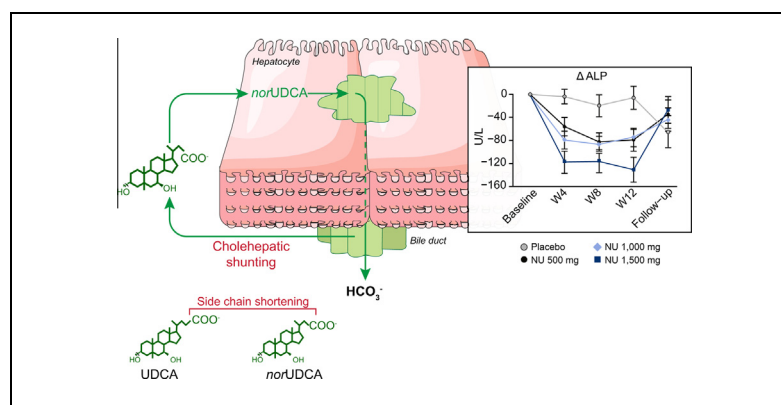 Hepatocyte
norUDCA
COO-
HO
OH
Cholehepatic
shunting
Bile duct
HCO3-
Δ ALP
U/L
0
−40
−80
−120
−160
Baseline
W4
W8
W12
Follow−up
Placebo
NU 1,000 mg
NU 500 mg
NU 1,500 mg
Side chain shortening
COO-
COO-
HO
OH
HO
OH
UDCA
norUDCA